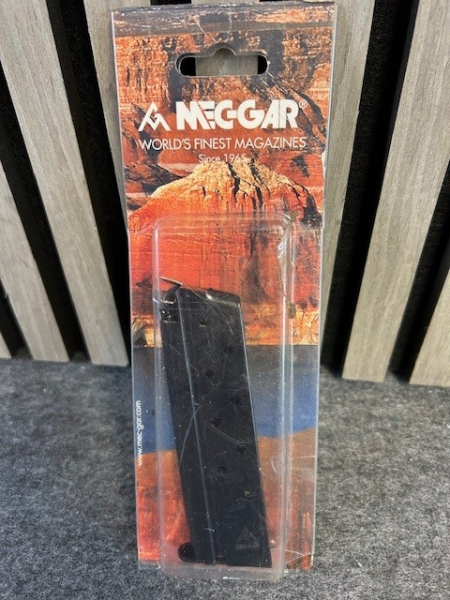 MEC-GAR®
WORLD'S FINEST MAGAZINES
Since 1965
www.mec-gar.com